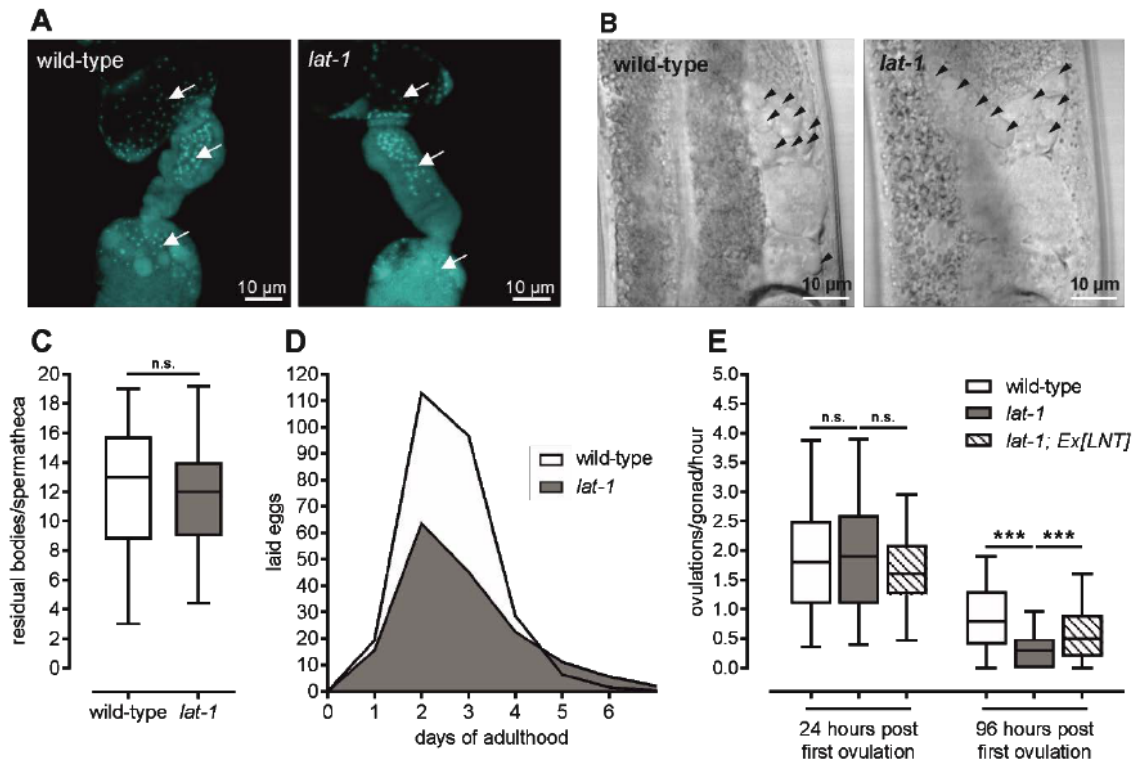 A
wild-type
lat-1
10 µm
10 µm
B
wild-type
lat-1
10 µm
10 µm
C
residual bodies/spermatheca
20
18
16
14
12
10
8
6
4
2
0
n.s.
wild-type
lat-1
D
laid eggs
120
110
100
90
80
70
60
50
40
30
20
10
0
0 1 2 3 4 5 6
days of adulthood
wild-type
lat-1
E
ovulations/gonad/hour
5.0
4.5
4.0
3.5
3.0
2.5
2.0
1.5
1.0
0.5
0.0
wild-type
lat-1
lat-1; Ex[LNT]
n.s.
n.s.
***
***
24 hours post
first ovulation
96 hours post
first ovulation